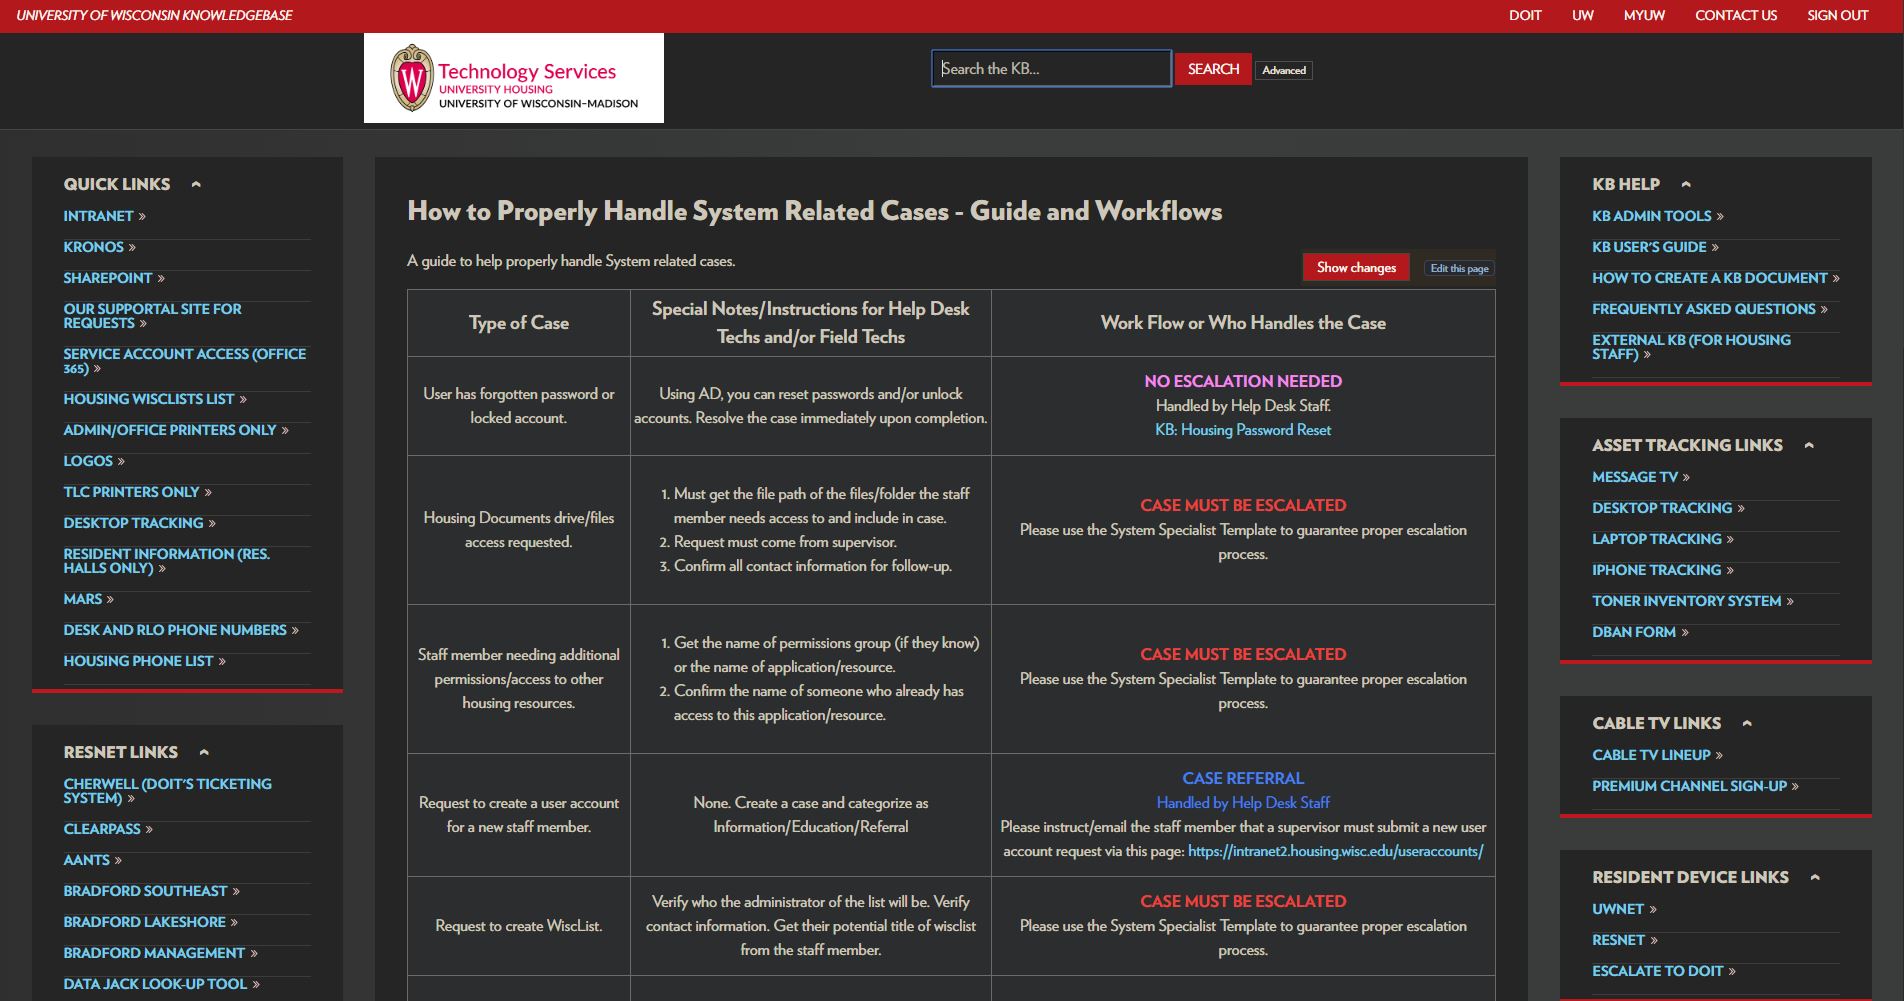 UNIVERSITY OF WISCONSIN KNOWLEDGEBASE
DOIT
UW
MYUW
CONTACT US
SIGN OUT
W
Technology Services
UNIVERSITY HOUSING
UNIVERSITY OF WISCONSIN-MADISON
Search the KB...
SEARCH
Advanced
QUICK LINKS
INTRANET »
KRONOS »
SHAREPOINT »
OUR SUPPORTAL SITE FOR
REQUESTS »
SERVICE ACCOUNT ACCESS (OFFICE
365) »
HOUSING WISCLISTS LIST »
ADMIN/OFFICE PRINTERS ONLY »
LOGOS »
TLC PRINTERS ONLY »
DESKTOP TRACKING »
RESIDENT INFORMATION (RES.
HALLS ONLY) »
MARS »
DESK AND RLO PHONE NUMBERS »
HOUSING PHONE LIST »
RESNET LINKS
CHERWELL (DOIT'S TICKETING
SYSTEM) »
CLEARPASS »
AANTS »
BRADFORD SOUTHEAST »
BRADFORD LAKESHORE »
BRADFORD MANAGEMENT »
DATA JACK LOOK-UP TOOL »
How to Properly Handle System Related Cases - Guide and Workflows
A guide to help properly handle System related cases.
Show changes
Edit this page
Type of Case
Special Notes/Instructions for Help Desk
Techs and/or Field Techs
Work Flow or Who Handles the Case
User has forgotten password or
locked account.
Using AD, you can reset passwords and/or unlock
accounts. Resolve the case immediately upon completion.
NO ESCALATION NEEDED
Handled by Help Desk Staff.
KB: Housing Password Reset
Housing Documents drive/files
access requested.
1. Must get the file path of the files/folder the staff
member needs access to and include in case.
2. Request must come from supervisor.
3. Confirm all contact information for follow-up.
CASE MUST BE ESCALATED
Please use the System Specialist Template to guarantee proper escalation
process.
Staff member needing additional
permissions/access to other
housing resources.
1. Get the name of permissions group (if they know)
or the name of application/resource.
2. Confirm the name of someone who already has
access to this application/resource.
CASE MUST BE ESCALATED
Please use the System Specialist Template to guarantee proper escalation
process.
Request to create a user account
for a new staff member.
None. Create a case and categorize as
Information/Education/Referral
CASE REFERRAL
Handled by Help Desk Staff
Please instruct/email the staff member that a supervisor must submit a new user
account request via this page: https://intranet2.housing.wisc.edu/useraccounts/
Request to create WiscList.
Verify who the administrator of the list will be. Verify
contact information. Get their potential title of wisclist
from the staff member.
CASE MUST BE ESCALATED
Please use the System Specialist Template to guarantee proper escalation
process.
KB HELP
KB ADMIN TOOLS »
KB USER'S GUIDE »
HOW TO CREATE A KB DOCUMENT »
FREQUENTLY ASKED QUESTIONS »
EXTERNAL KB (FOR HOUSING
STAFF) »
ASSET TRACKING LINKS
MESSAGE TV »
DESKTOP TRACKING »
LAPTOP TRACKING »
IPHONE TRACKING »
TONER INVENTORY SYSTEM »
DBAN FORM »
CABLE TV LINKS
CABLE TV LINEUP »
PREMIUM CHANNEL SIGN-UP »
RESIDENT DEVICE LINKS
UWNET »
RESNET »
ESCALATE TO DOIT »